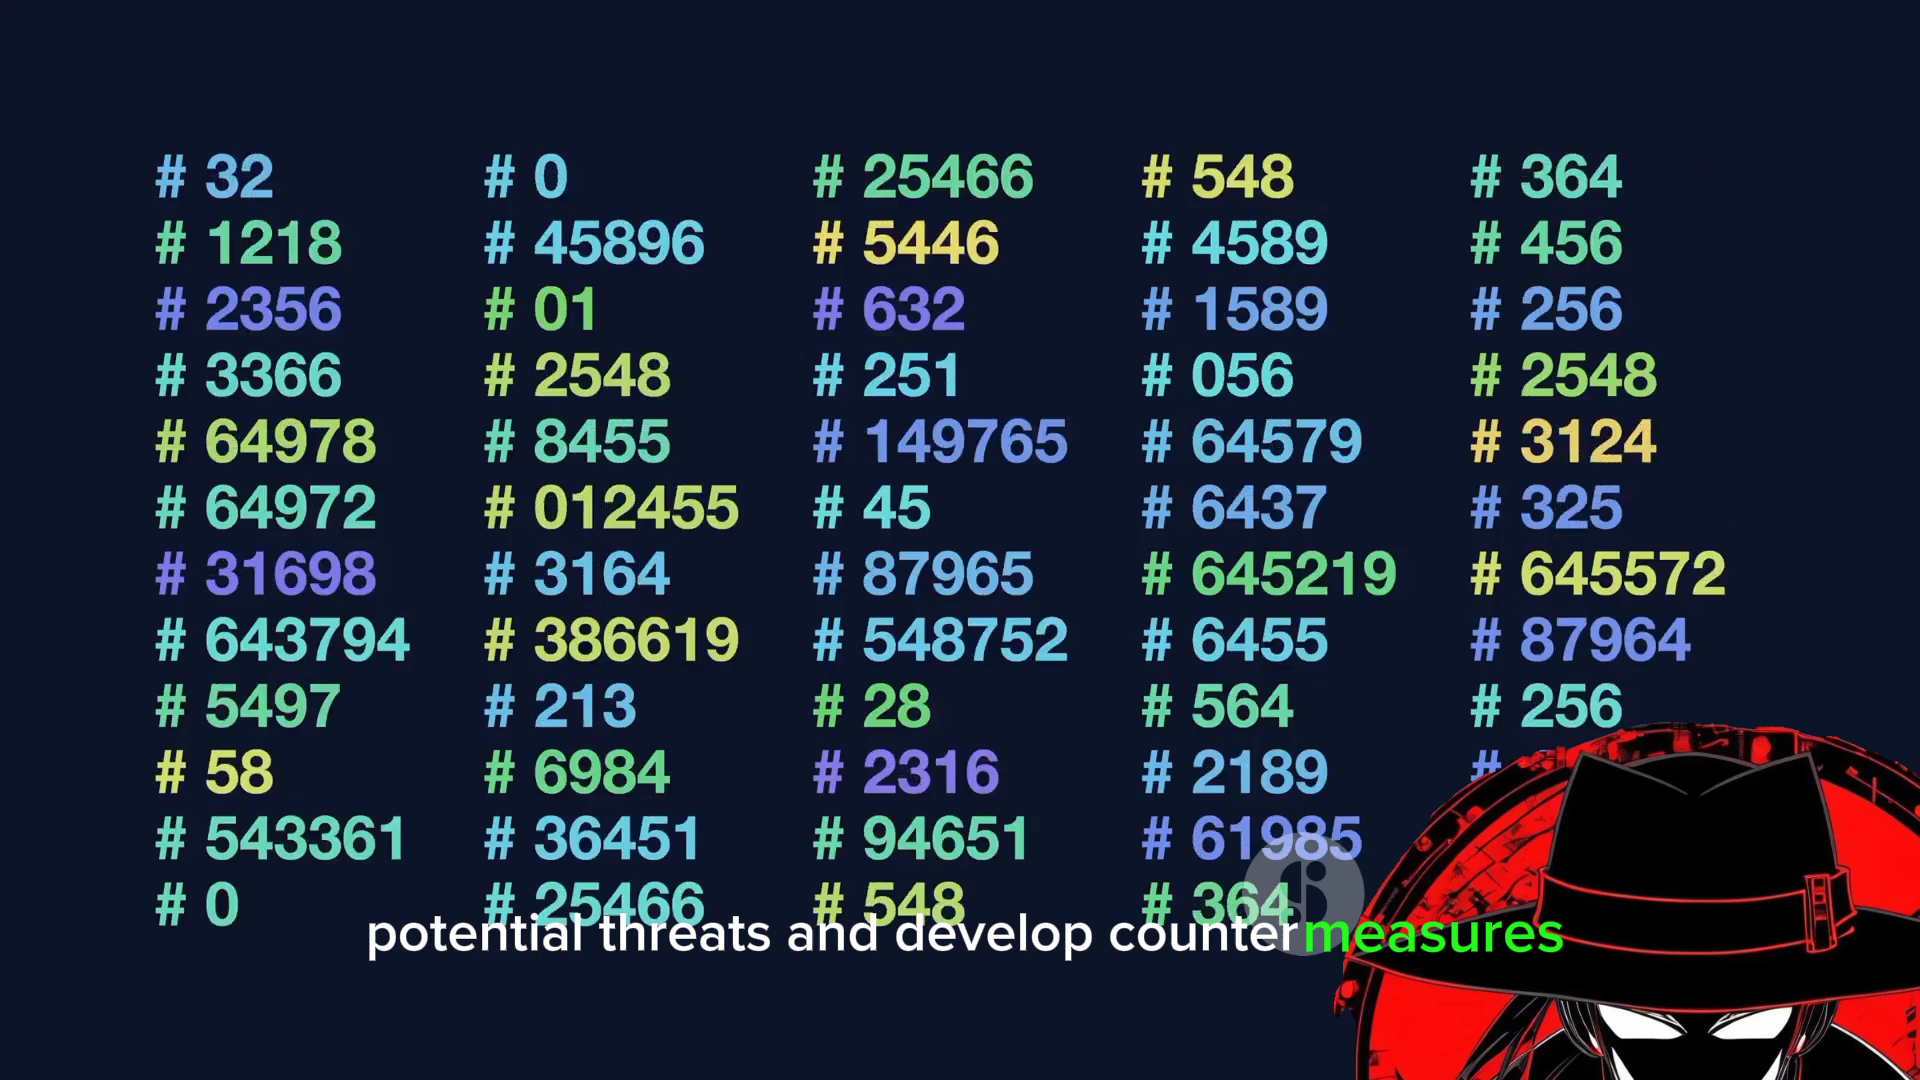 # 32 # 0 # 25466 # 548 # 364
# 1218 # 45896 # 5446 # 4589 # 456
# 2356 # 01 # 632 # 1589 # 256
# 3366 # 2548 # 251 # 056 # 2548
# 64978 # 8455 # 149765 # 64579 # 3124
# 64972 # 012455 # 45 # 6437 # 325
# 31698 # 3164 # 87965 # 645219 # 645572
# 643794 # 386619 # 548752 # 6455 # 87964
# 5497 # 213 # 28 # 564 # 256
# 58 # 6984 # 2316 # 2189 #
# 543361 # 36451 # 94651 # 61985
# 0 # 25466 # 548 # 364
potential threats and develop countermeasures